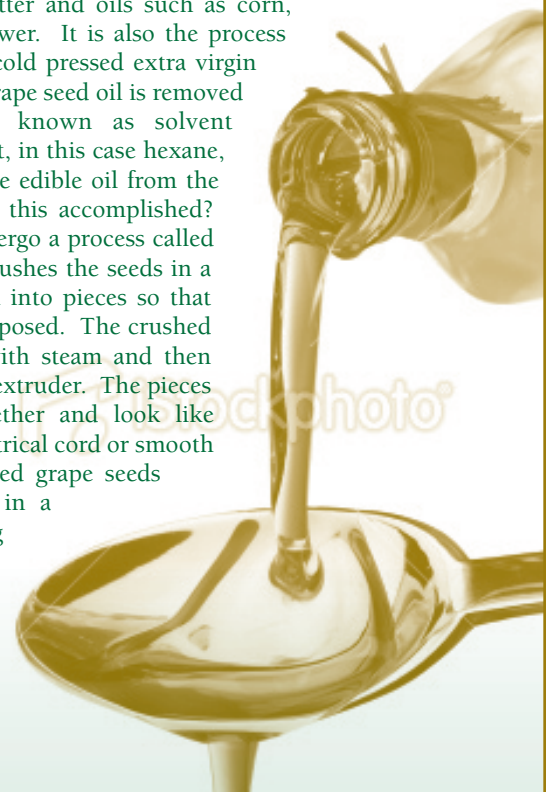 tter and oils such as corn,
wer. It is also the process
cold pressed extra virgin
rape seed oil is removed
known as solvent
t, in this case hexane,
e edible oil from the
this accomplished?
ergo a process called
ushes the seeds in a
into pieces so that
posed. The crushed
vith steam and then
extruder. The pieces
ether and look like
trical cord or smooth
ed grape seeds
in a
g
istockphoto